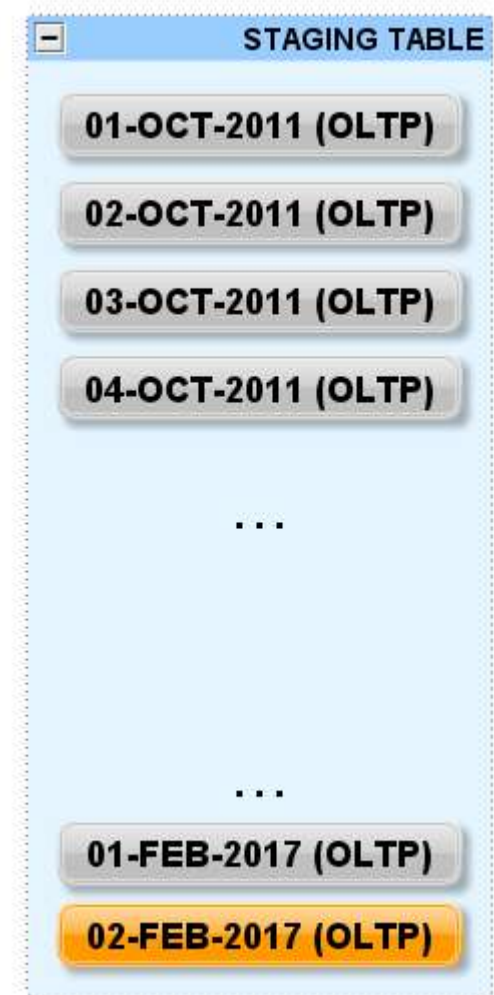 STAGING TABLE
01-OCT-2011 (OLTP)
02-OCT-2011 (OLTP)
03-OCT-2011 (OLTP)
04-OCT-2011 (OLTP)
...
...
01-FEB-2017 (OLTP)
02-FEB-2017 (OLTP)